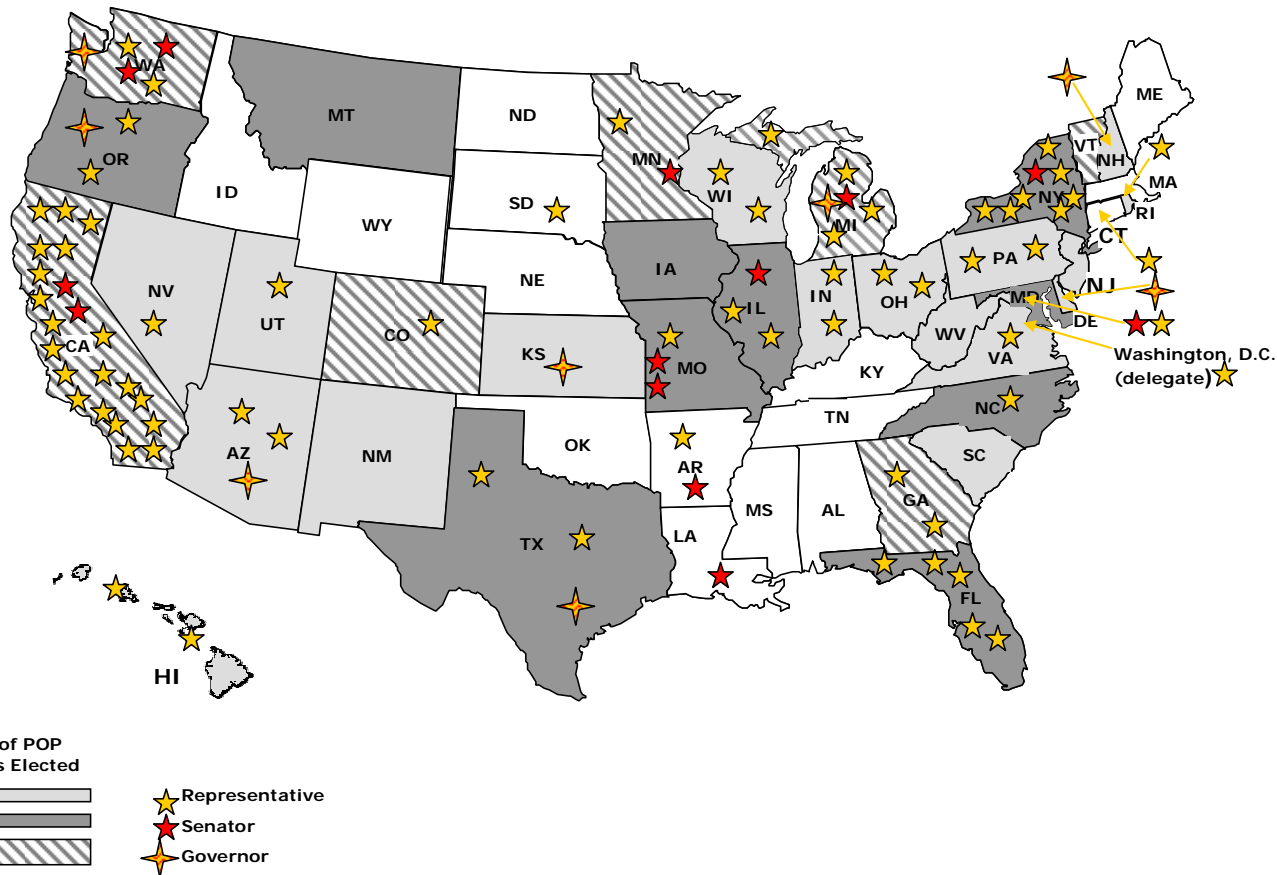 WA
ME
MT
ND
VT
NH
OR
MN
MA
ID
SD
WI
MI
NY
RI
WY
CT
IA
PA
NE
NV
IL
IN
OH
MD
NJ
UT
CO
WV
DE
CA
KS
MO
VA
KY
Washington, D.C.
(delegate)
NC
TN
AZ
NM
OK
AR
SC
GA
TX
LA
MS
AL
FL
HI
of POP
s Elected
Representative
Senator
Governor